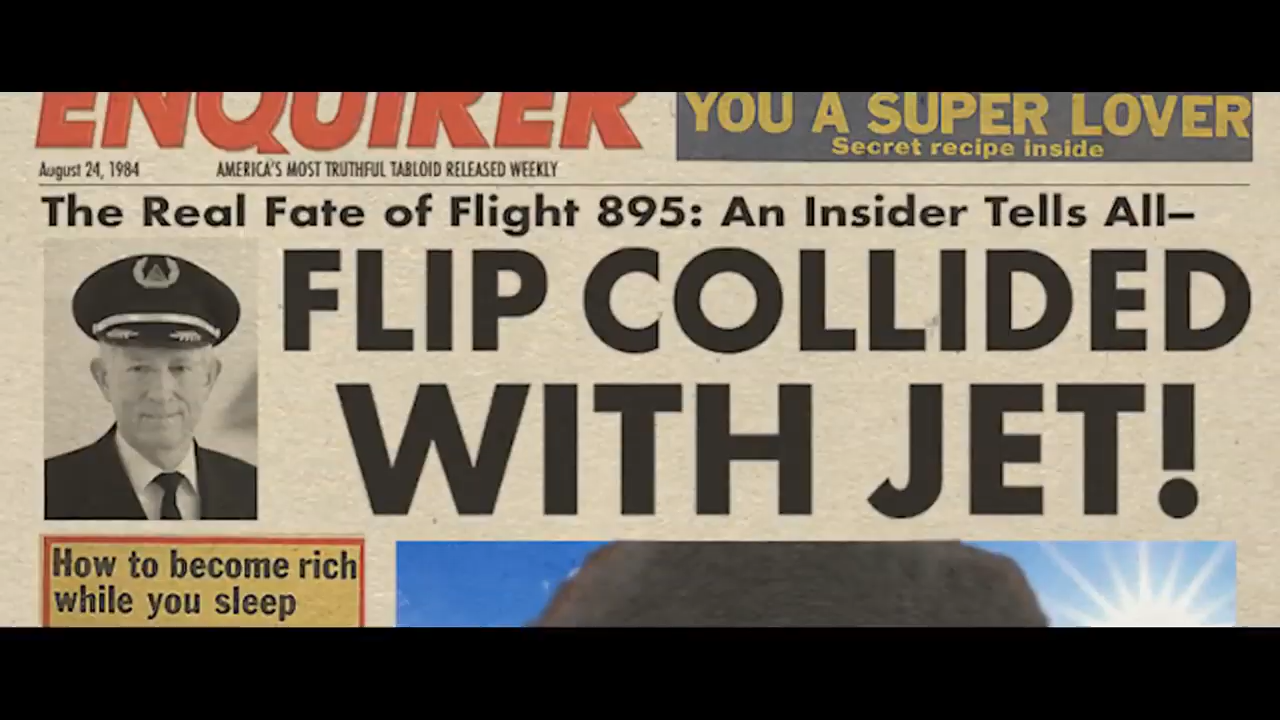 ENQUIRER
YOU A SUPER LOVER
Secret recipe inside
August 24, 1984
AMERICA'S MOST TRUTHFUL TABLOID RELEASED WEEKLY
The Real Fate of Flight 895: An Insider Tells All–
FLIP COLLIDED
WITH JET!
How to become rich
while you sleep